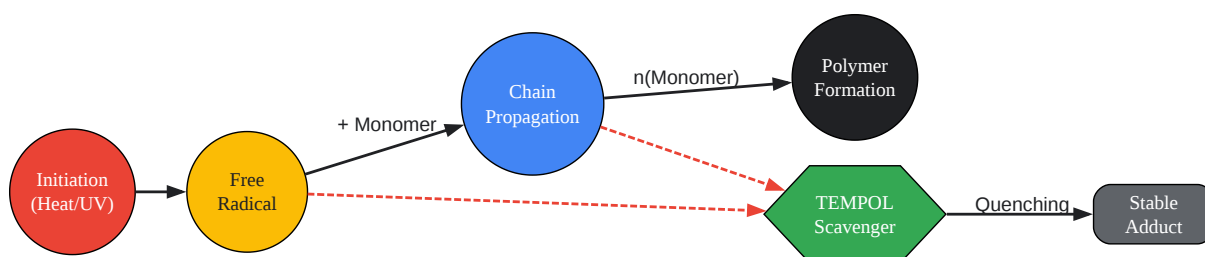 Initiation
(Heat/UV)
Free
Radical
+ Monomer
Chain
Propagation
n(Monomer)
Polymer
Formation
TEMPOL
Scavenger
Quenching
Stable
Adduct